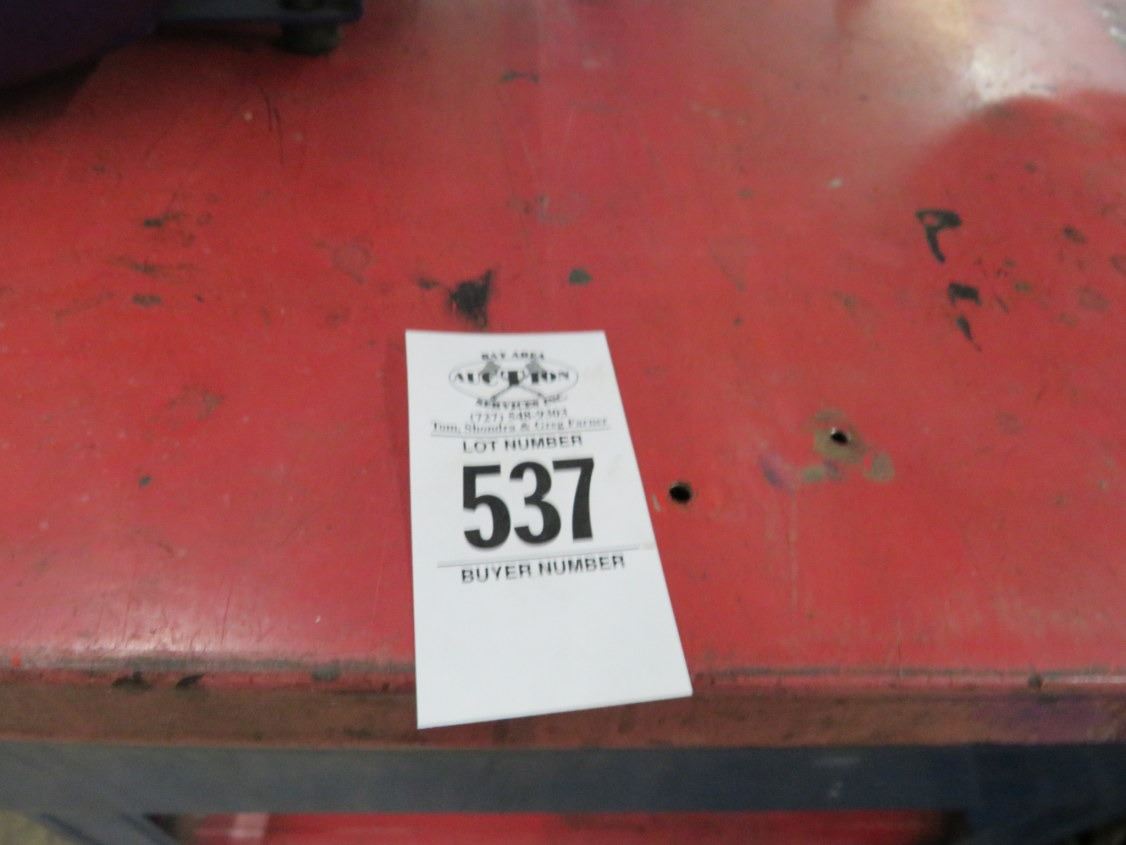 BAY AREA
AUCTION
SERVICES INC.
(727) 548-9303
Tom, Shondra & Greg Farner
LOT NUMBER
537
BUYER NUMBER